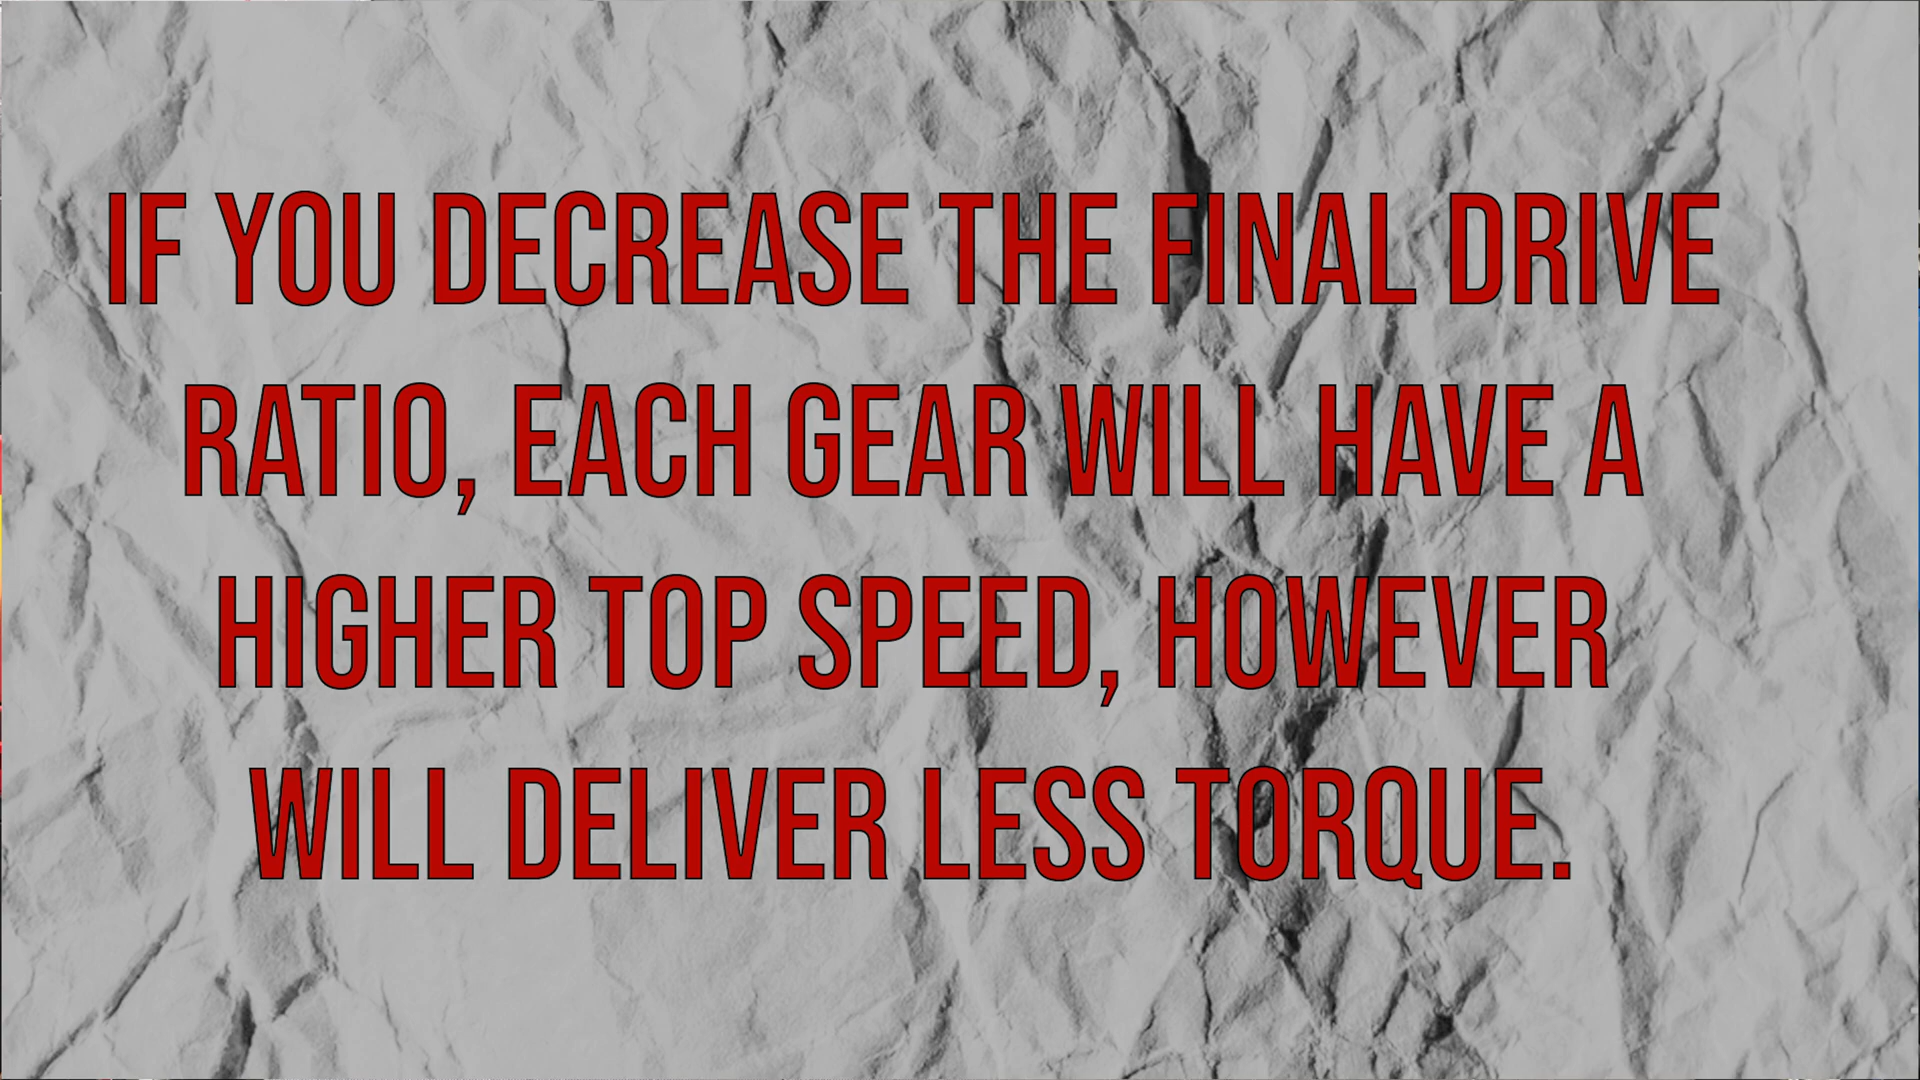 IF YOU DECREASE THE FINAL DRIVE
RATIO, EACH GEAR WILL HAVE A
HIGHER TOP SPEED, HOWEVER
WILL DELIVER LESS TORQUE.